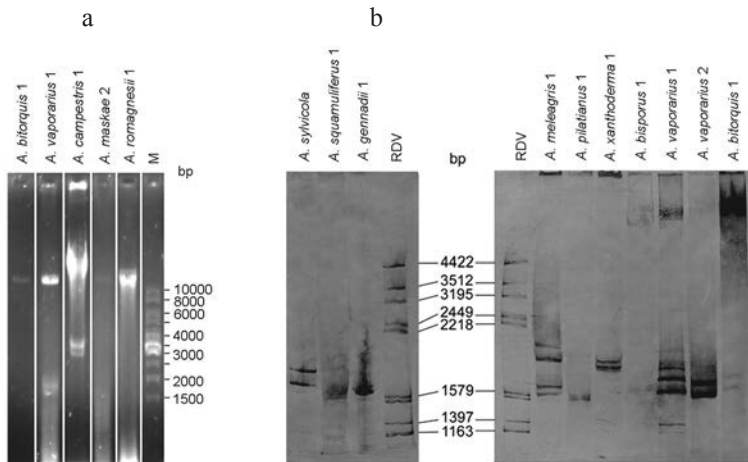 a
b
A. bitorquis 1
A. vaporarius 1
A. campestris 1
A. maskae 2
A. romagnesii 1
M
bp
10000
8000
6000
4000
3000
2000
1500
A. sylvicola
A. squamuliferus 1
A. gennadii 1
RDV
bp
RDV
A. meleagris 1
A. pilatianus 1
A. xanthoderma 1
A. bisporus 1
A. vaporarius 1
A. vaporarius 2
A. bitorquis 1
4422
3512
3195
2449
2218
1579
1397
1163